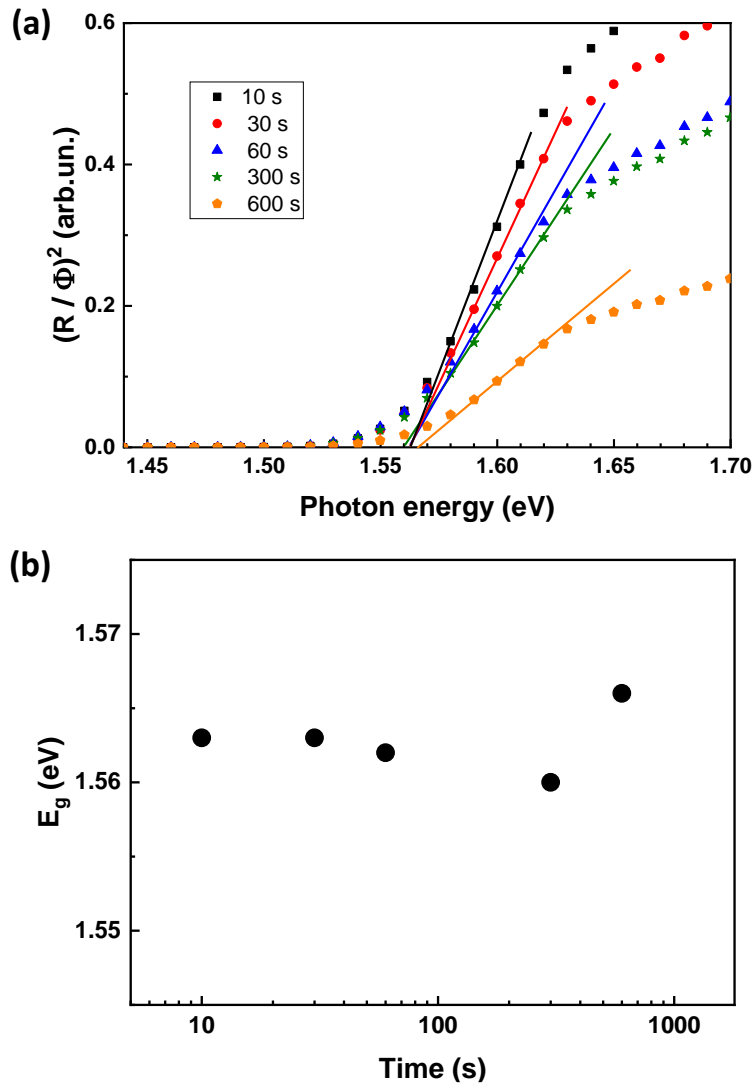 (a)
0.6
0.4
0.2
0.0
(R / Φ)² (arb.un.)
10 s
30 s
60 s
300 s
600 s
1.45 1.50 1.55 1.60 1.65 1.70
Photon energy (eV)
(b)
1.57
1.56
1.55
E_g (eV)
10 100 1000
Time (s)